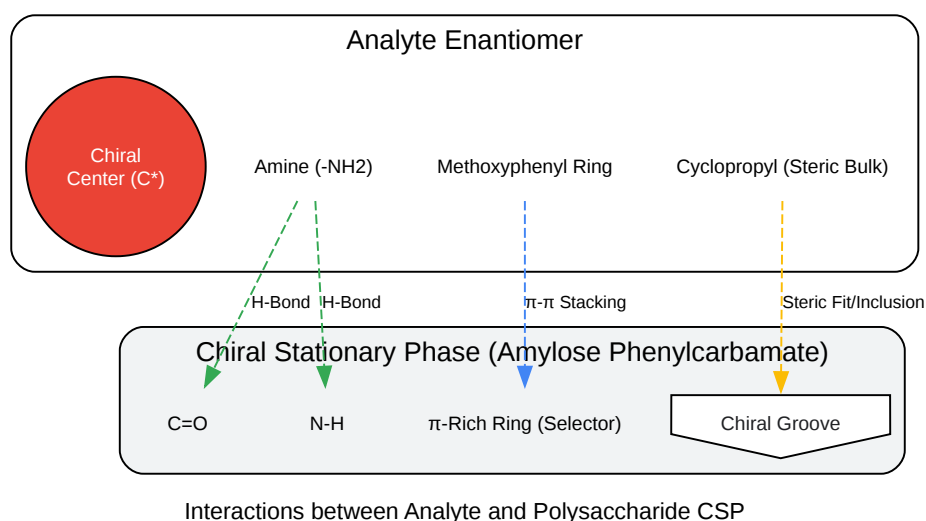 Analyte Enantiomer
Chiral
Center (C*)
Amine (-NH2)
Methoxyphenyl Ring
Cyclopropyl (Steric Bulk)
H-Bond
H-Bond
π-π Stacking
Steric Fit/Inclusion
Chiral Stationary Phase (Amylose Phenylcarbamate)
C=O
N-H
π-Rich Ring (Selector)
Chiral Groove
Interactions between Analyte and Polysaccharide CSP